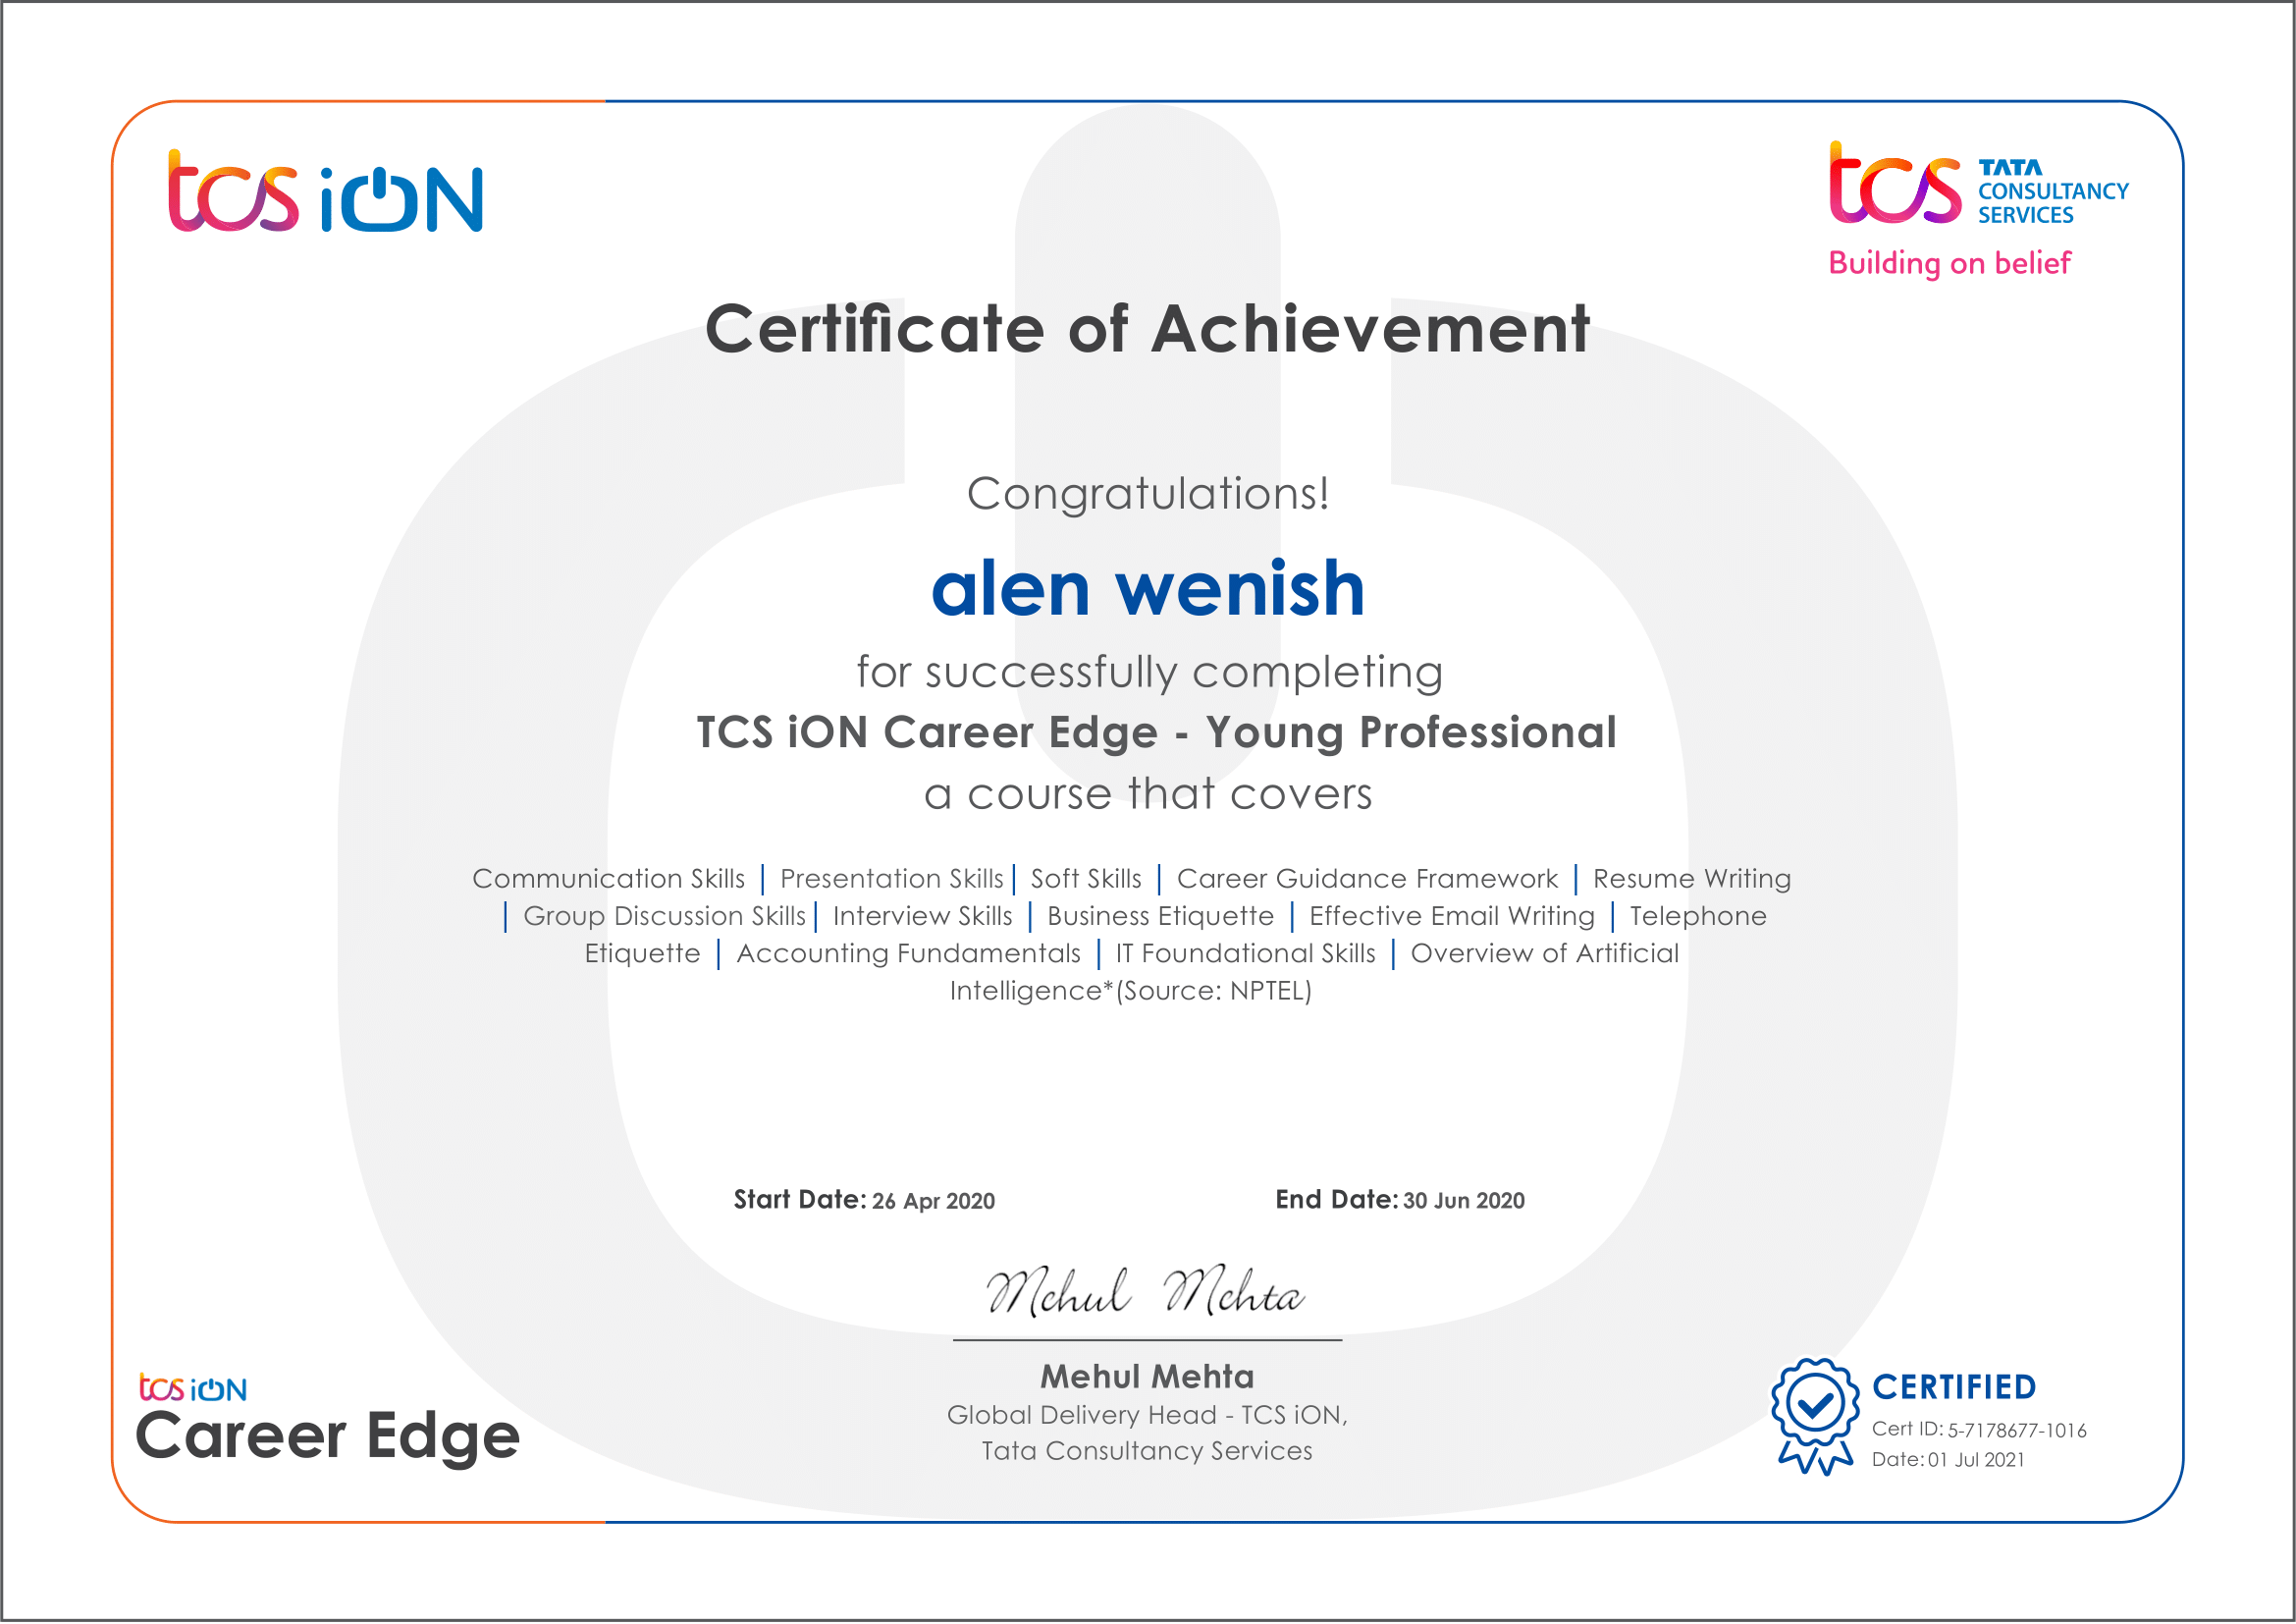 tcs iON
tcs TATA
CONSULTANCY
SERVICES
Building on belief
Certificate of Achievement
Congratulations!
alen wenish
for successfully completing
TCS iON Career Edge - Young Professional
a course that covers
Communication Skills | Presentation Skills | Soft Skills | Career Guidance Framework | Resume Writing
| Group Discussion Skills | Interview Skills | Business Etiquette | Effective Email Writing | Telephone
Etiquette | Accounting Fundamentals | IT Foundational Skills | Overview of Artificial
Intelligence*(Source: NPTEL)
Start Date: 26 Apr 2020
End Date: 30 Jun 2020
Mehul Mehta
Mehul Mehta
Global Delivery Head - TCS iON,
Tata Consultancy Services
tcs iON
Career Edge
CERTIFIED
Cert ID: 5-7178677-1016
Date: 01 Jul 2021